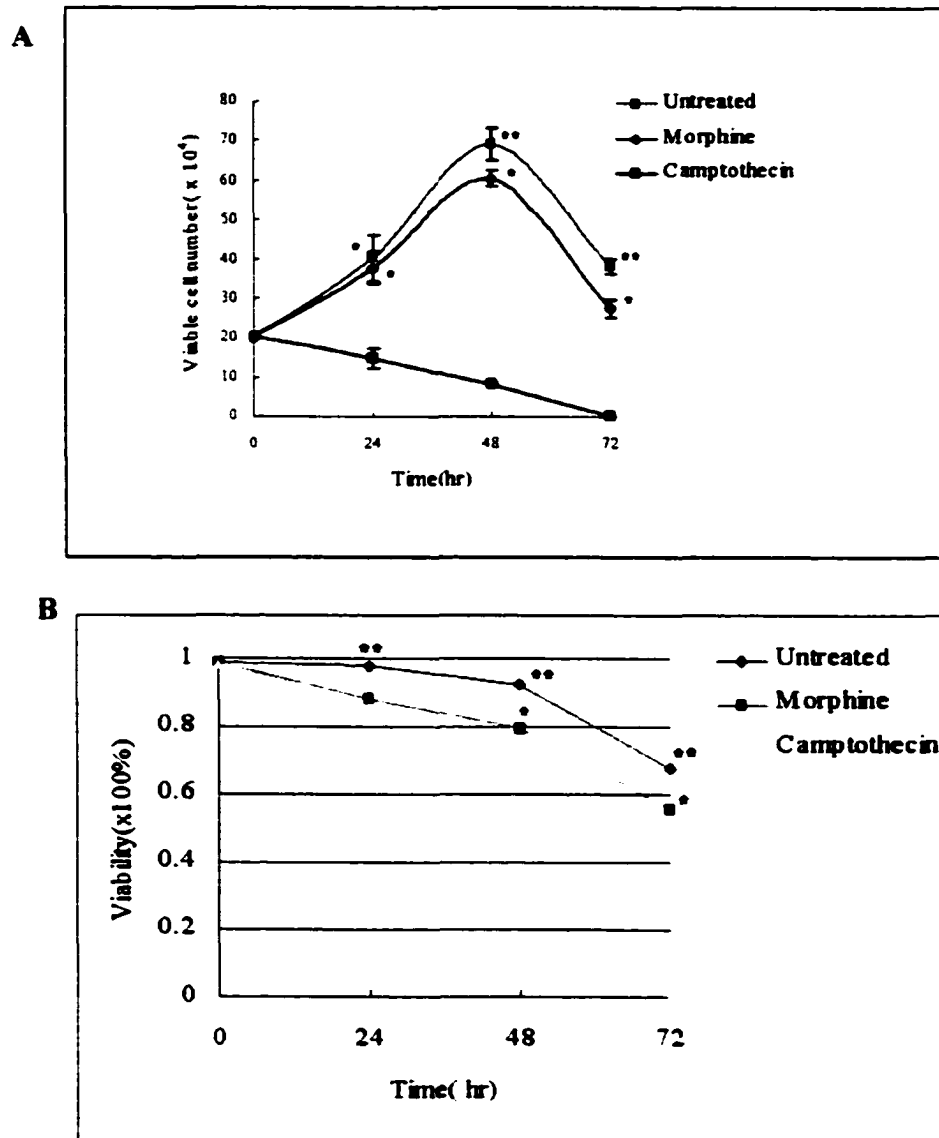 A
80
70
60
50
40
30
20
10
0
Viable cell number( x 10⁴)
0 24 48 72
Time(hr)
Untreated
Morphine
Camptothecin
** 
* 
* 
* 
** 
*
B
1
0.8
0.6
0.4
0.2
0
Viability(x100%)
0 24 48 72
Time( hr)
Untreated
Morphine
Camptothecin
**
**
*
**
*